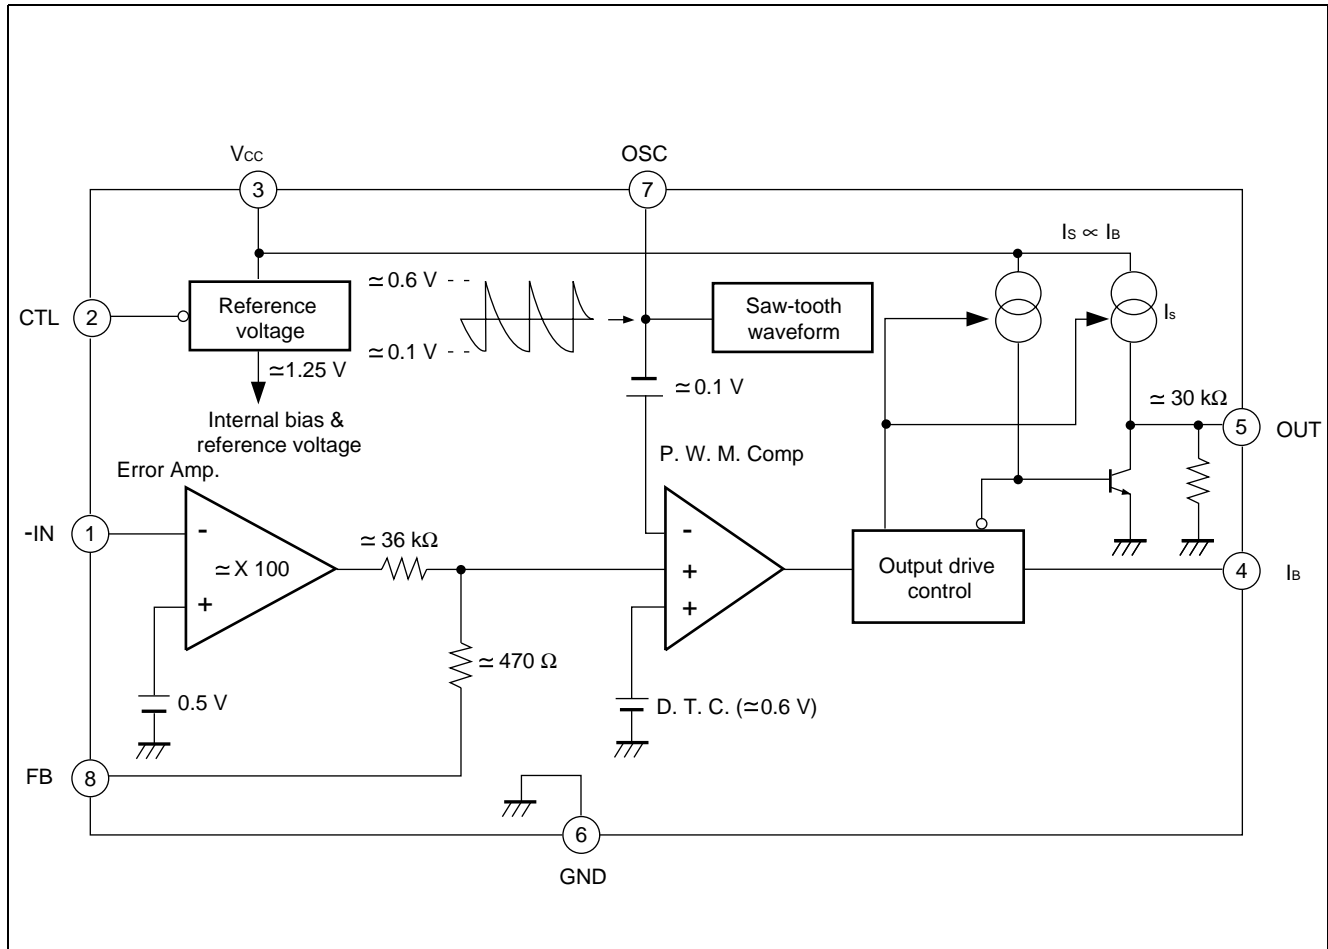 VCC
OSC
3
7
IS ∝ IB
≃ 0.6 V
CTL
2
Reference
voltage
Saw-tooth
waveform
Is
≃ 0.1 V
≃1.25 V
≃ 0.1 V
≃ 30 kΩ
Internal bias &
reference voltage
5
OUT
P. W. M. Comp
Error Amp.
-IN
1
-
≃ 36 kΩ
-
≃ X 100
+
Output drive
control
4
IB
+
+
≃ 470 Ω
0.5 V
D. T. C. (≃0.6 V)
FB
8
6
GND